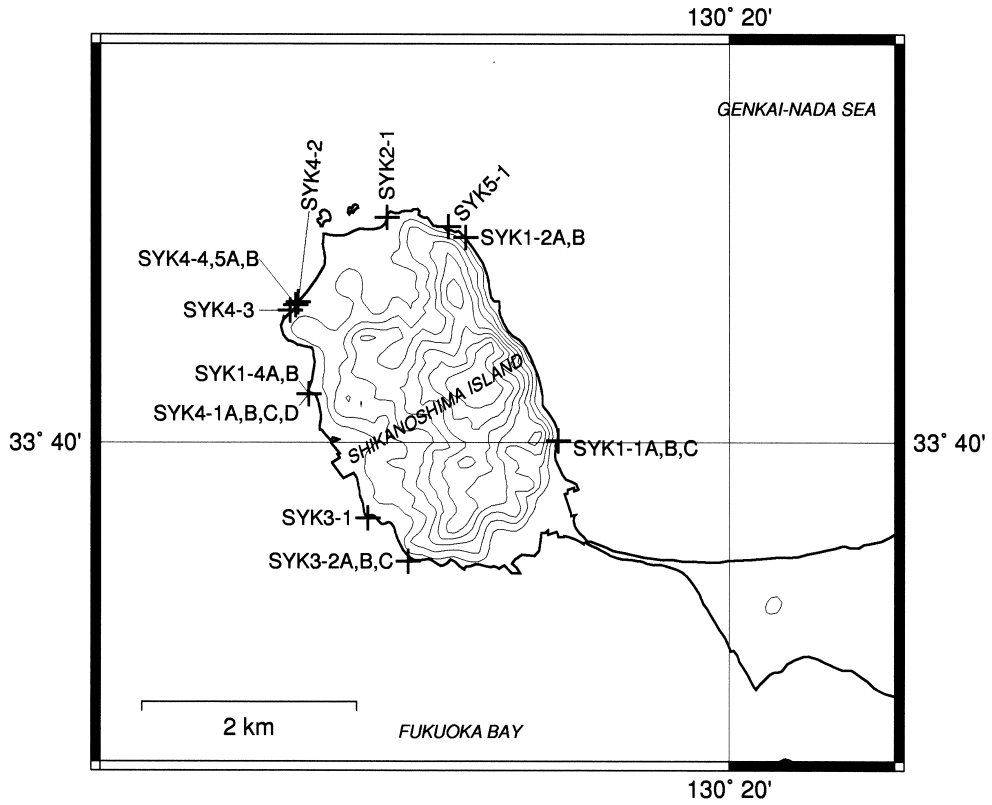 130° 20'
GENKAI-NADA SEA
SYK4-2
SYK2-1
SYK5-1
SYK1-2A,B
SYK4-4,5A,B
SYK4-3
SYK1-4A,B
SYK4-1A,B,C,D
SHIKANOSHIMA ISLAND
33° 40'
33° 40'
SYK1-1A,B,C
SYK3-1
SYK3-2A,B,C
2 km
FUKUOKA BAY
130° 20'